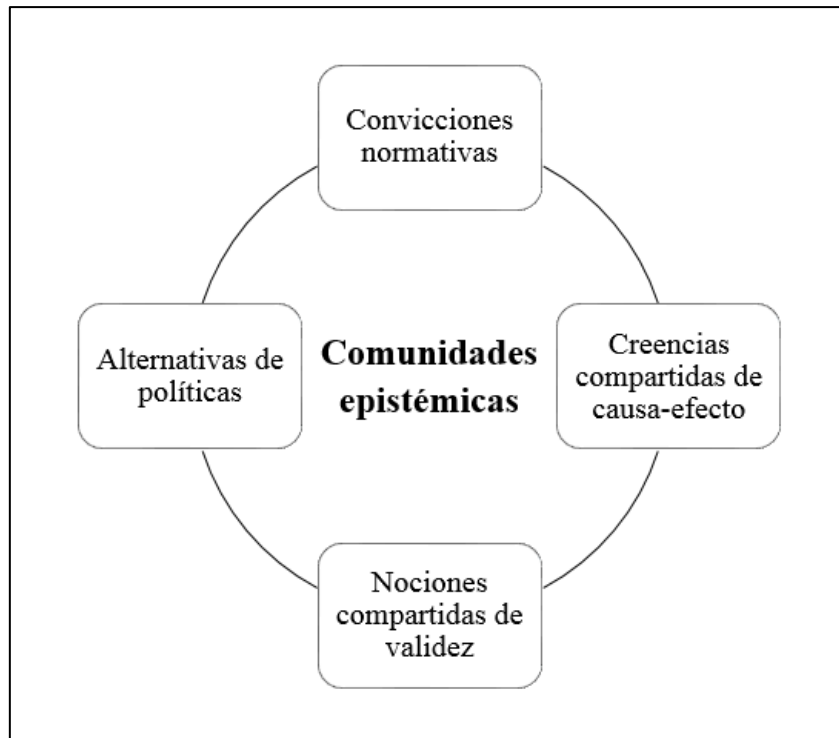 Convicciones
normativas
Alternativas de
políticas
Comunidades
epistémicas
Creencias
compartidas de
causa-efecto
Nociones
compartidas de
validez